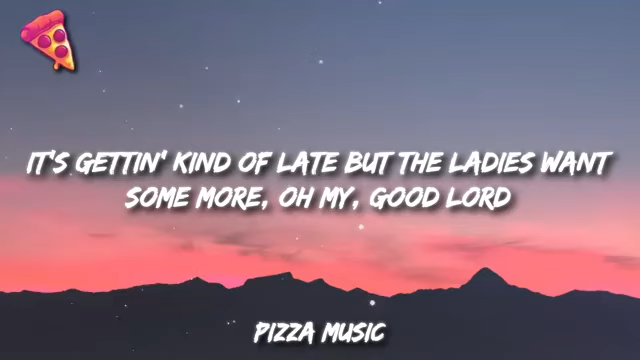 IT'S GETTIN' KIND OF LATE BUT THE LADIES WANT
SOME MORE, OH MY, GOOD LORD
PIZZA MUSIC